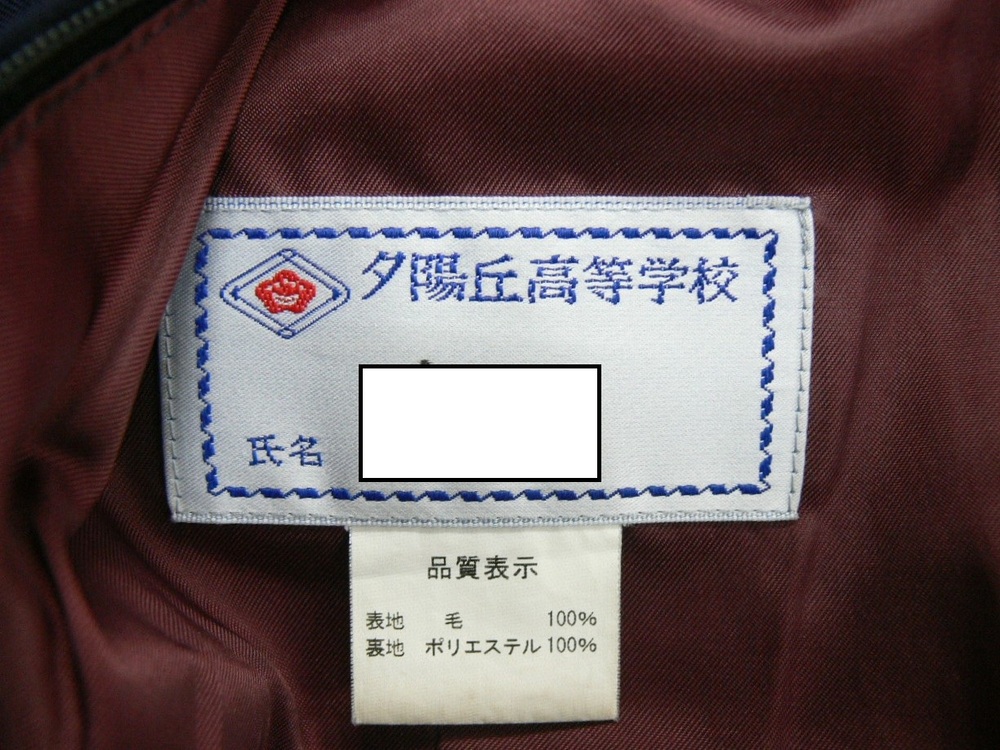 夕陽丘高等学校
氏名
品質表示
表地 毛 100%
裏地 ポリエステル 100%